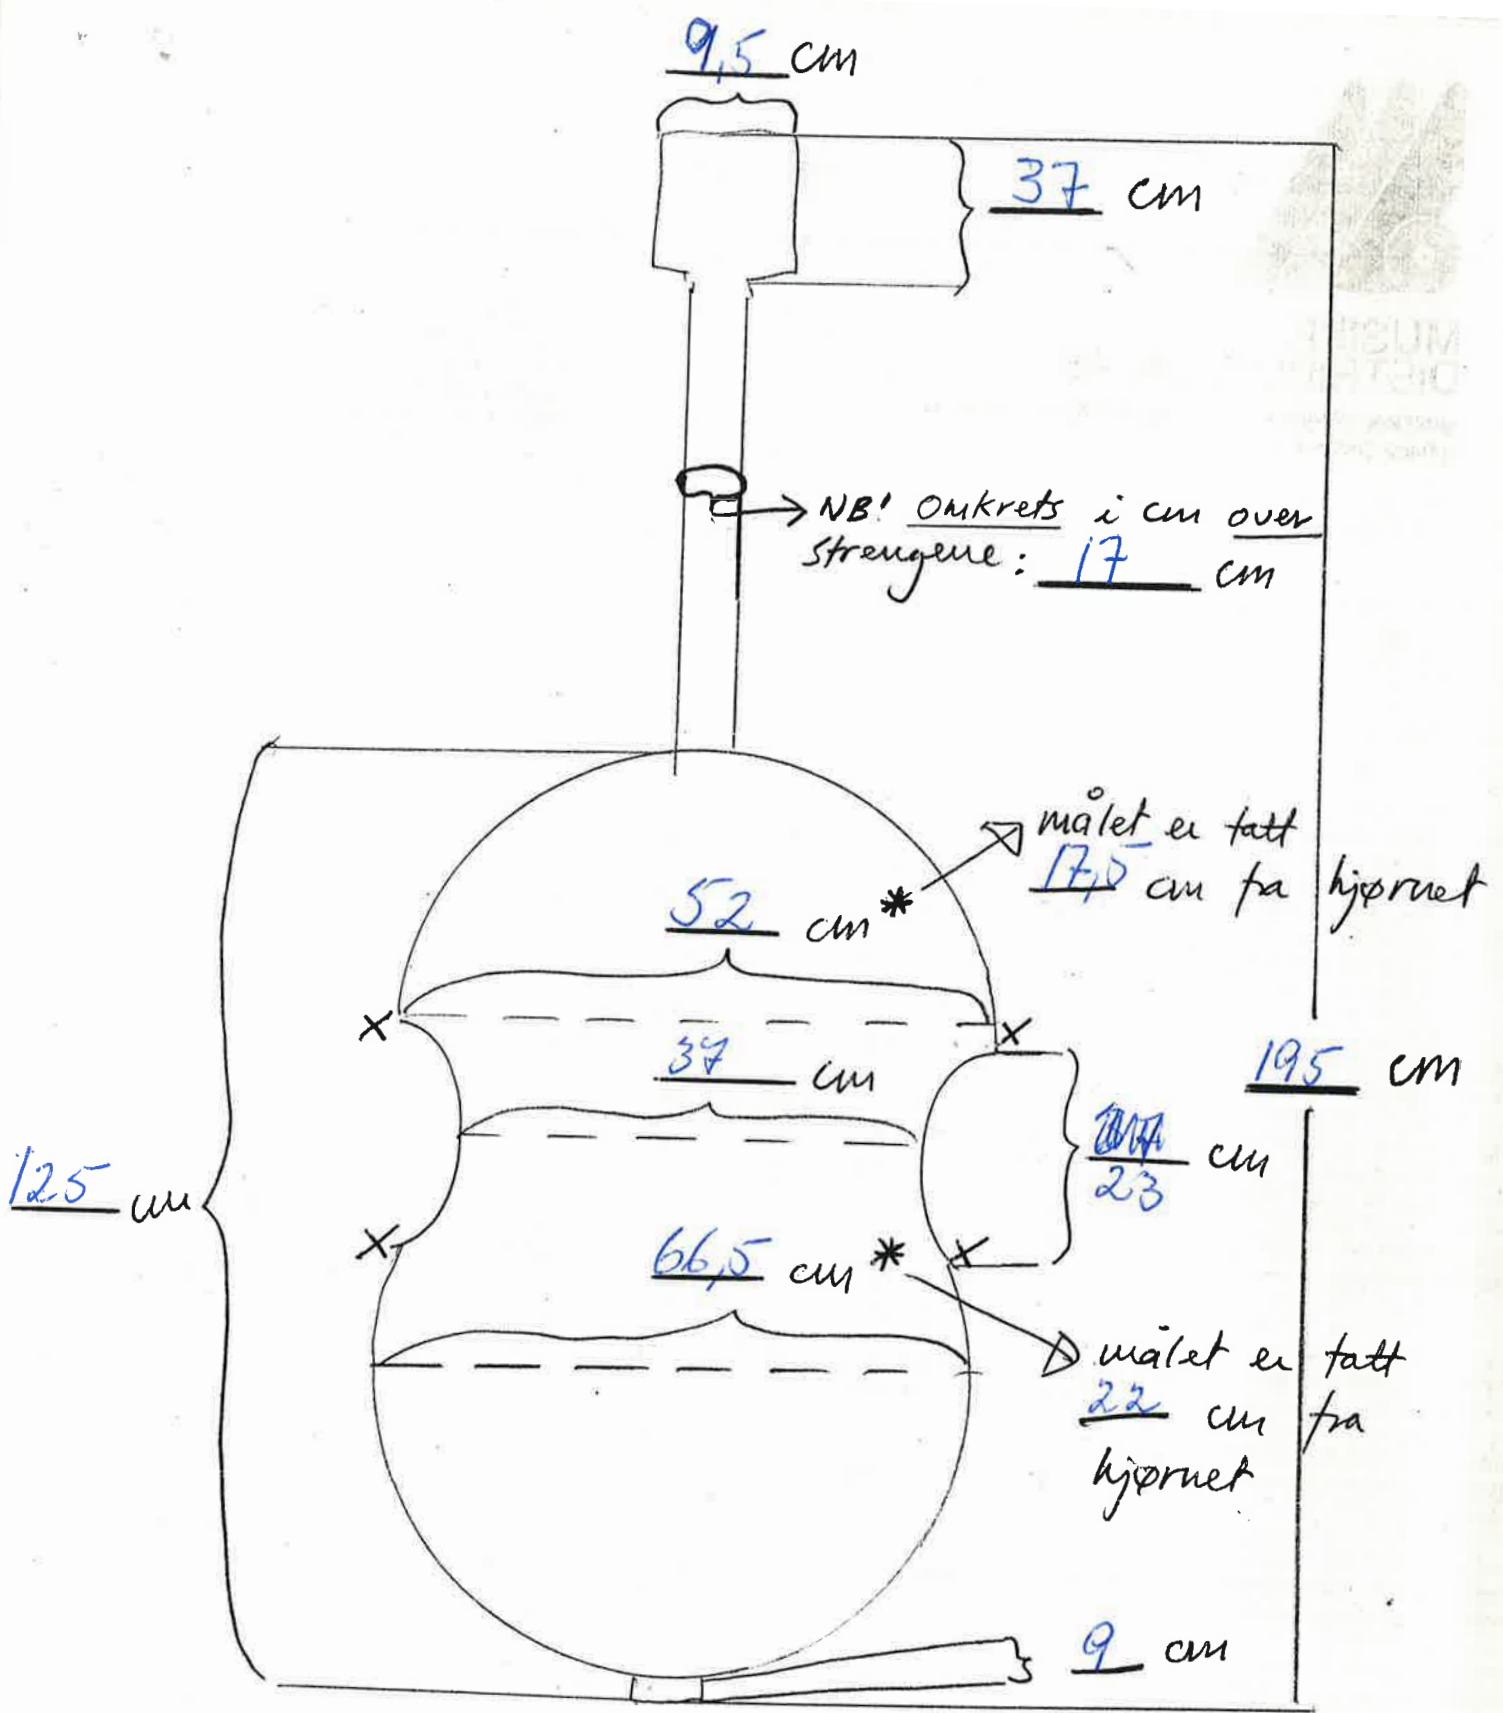 9,5 cm
37 cm
NB! Omkrets i cm over
strengene: 17 cm
målet er tatt
17,5 cm fra hjørnet
52 cm *
x x
37 cm
195 cm
cm
23
125 cm
x x
66,5 cm *
målet er tatt
22 cm fra
hjørnet
9 cm